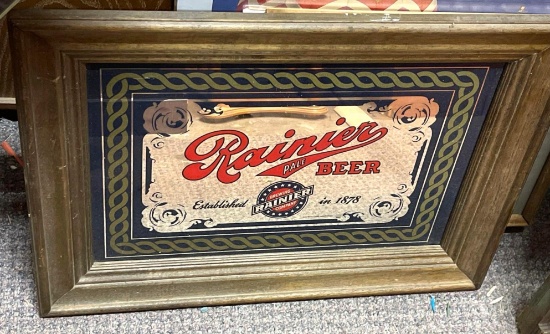 Rainier
PALE
BEER
Established in 1878
RAINIER